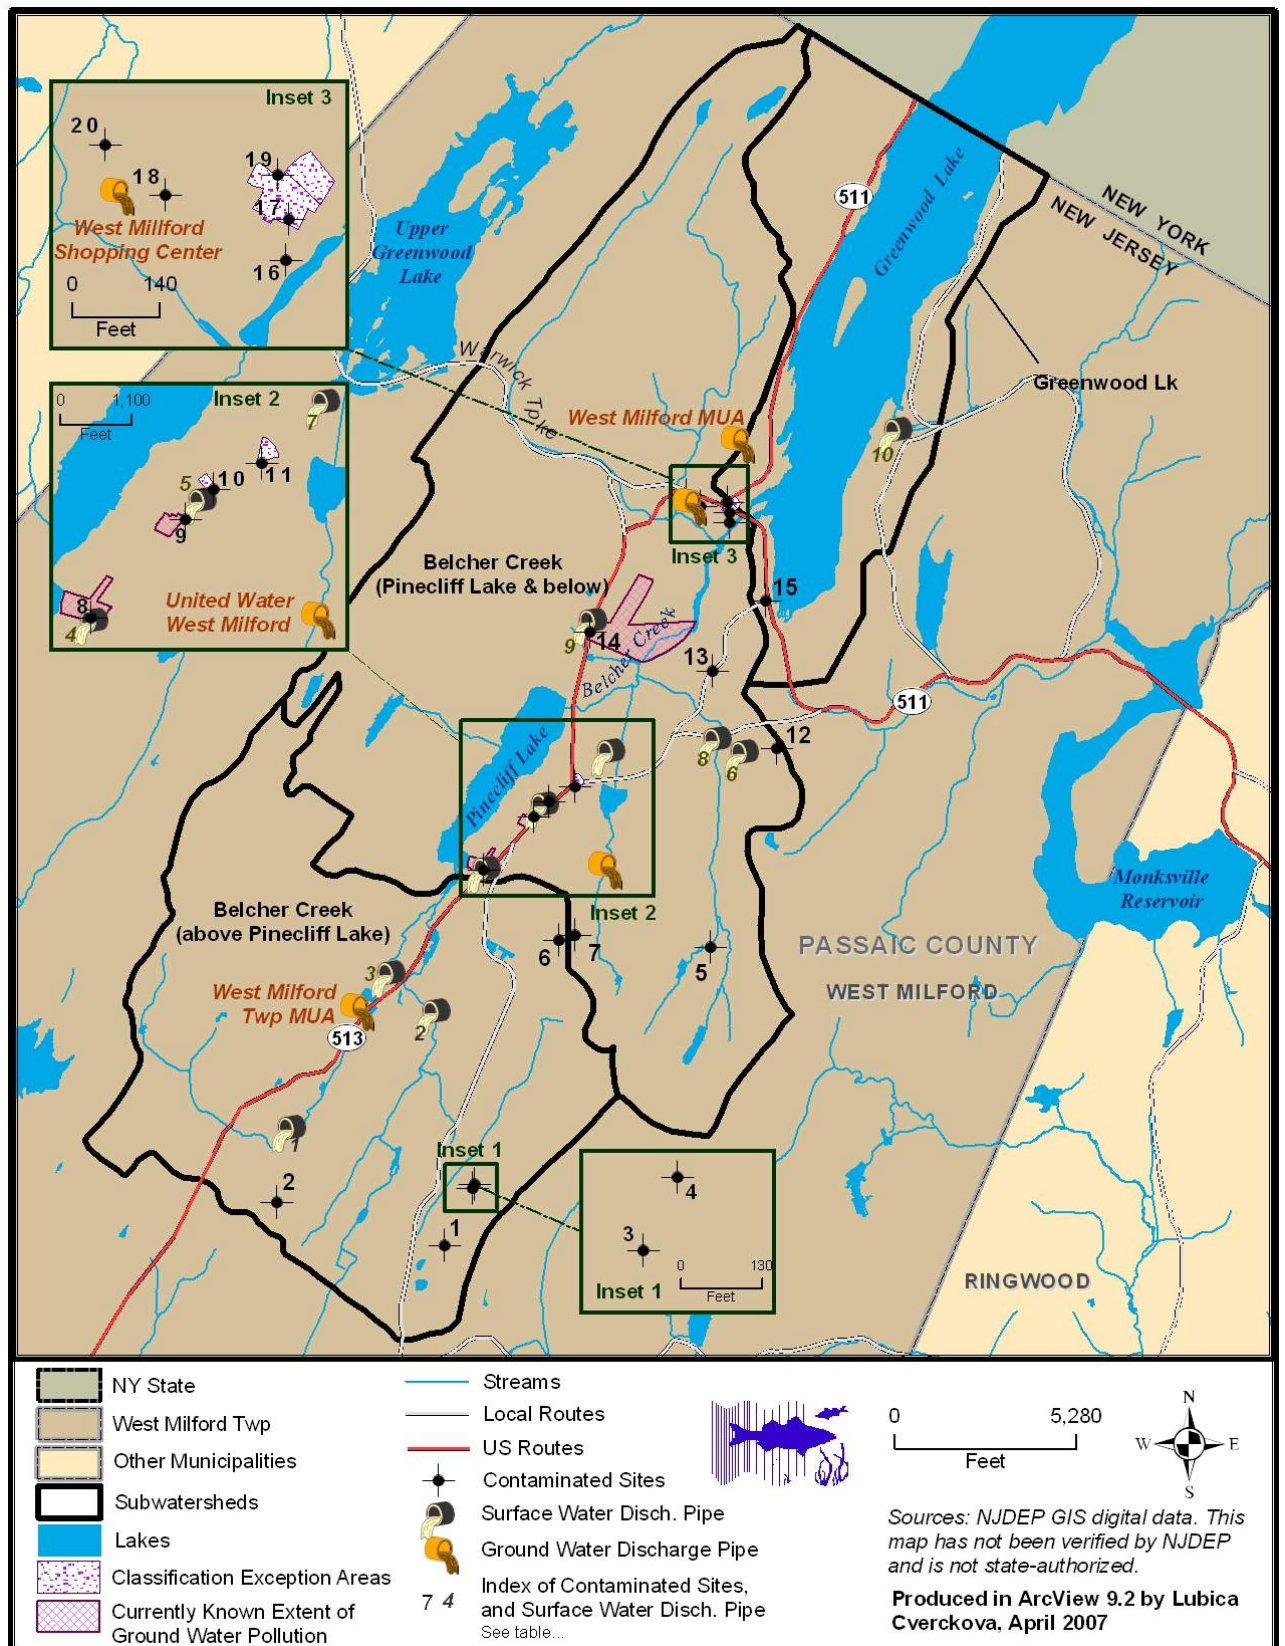 Inset 3
20
18
19
17
16
West Millford
Shopping Center
0 140
Feet
Upper
Greenwood
Lake
Warwick Tpke
511
Greenwood Lake
NEW YORK
NEW JERSEY
Greenwood Lk
0 1,100
Feet
Inset 2
7
5
10
11
9
8
4
United Water
West Milford
West Milford MUA
10
Inset 3
Belcher Creek
(Pinecliff Lake & below)
15
14
9
Belcher Creek
13
511
12
8
6
Pinecliff Lake
Monksville
Reservoir
Belcher Creek
(above Pinecliff Lake)
Inset 2
6
7
5
PASSAIC COUNTY
WEST MILFORD
3
West Milford
Twp MUA
2
513
1
Inset 1
2
1
4
3
0 130
Feet
Inset 1
RINGWOOD
NY State
West Milford Twp
Other Municipalities
Subwatersheds
Lakes
Classification Exception Areas
Currently Known Extent of
Ground Water Pollution
Streams
Local Routes
US Routes
Contaminated Sites
Surface Water Disch. Pipe
Ground Water Discharge Pipe
7 4
Index of Contaminated Sites,
and Surface Water Disch. Pipe
See table...
0 5,280
Feet
N
W E
S
Sources: NJDEP GIS digital data. This
map has not been verified by NJDEP
and is not state-authorized.
Produced in ArcView 9.2 by Lubica
Cverckova, April 2007